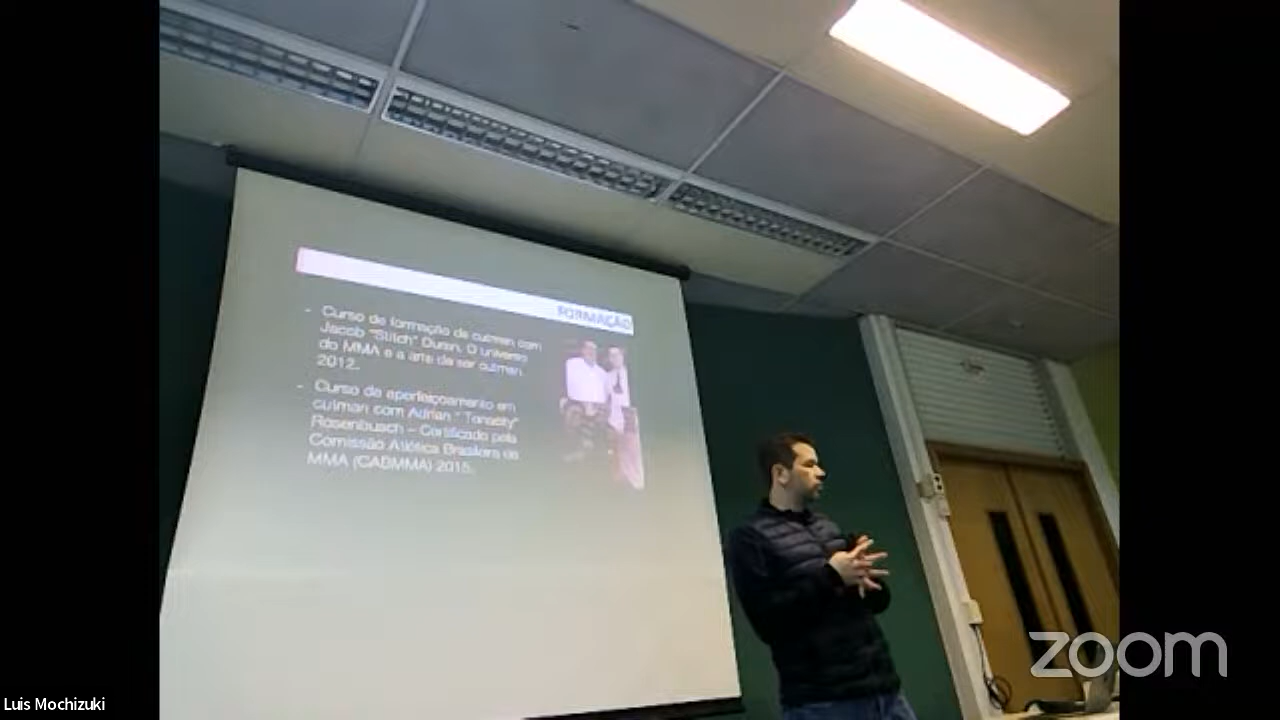 FORMAÇÃO
- Curso de formação de cutman com
Jacob "Stitch" Duran. O universo
do MMA e a arte de ser cutman.
2012.
- Curso de aperfeiçoamento em
cutman com Adrian " Tenacity"
Rosenbusch – Certificado pela
Comissão Atlética Brasileira de
MMA (CABMMA) 2015.
zoom
Luis Mochizuki